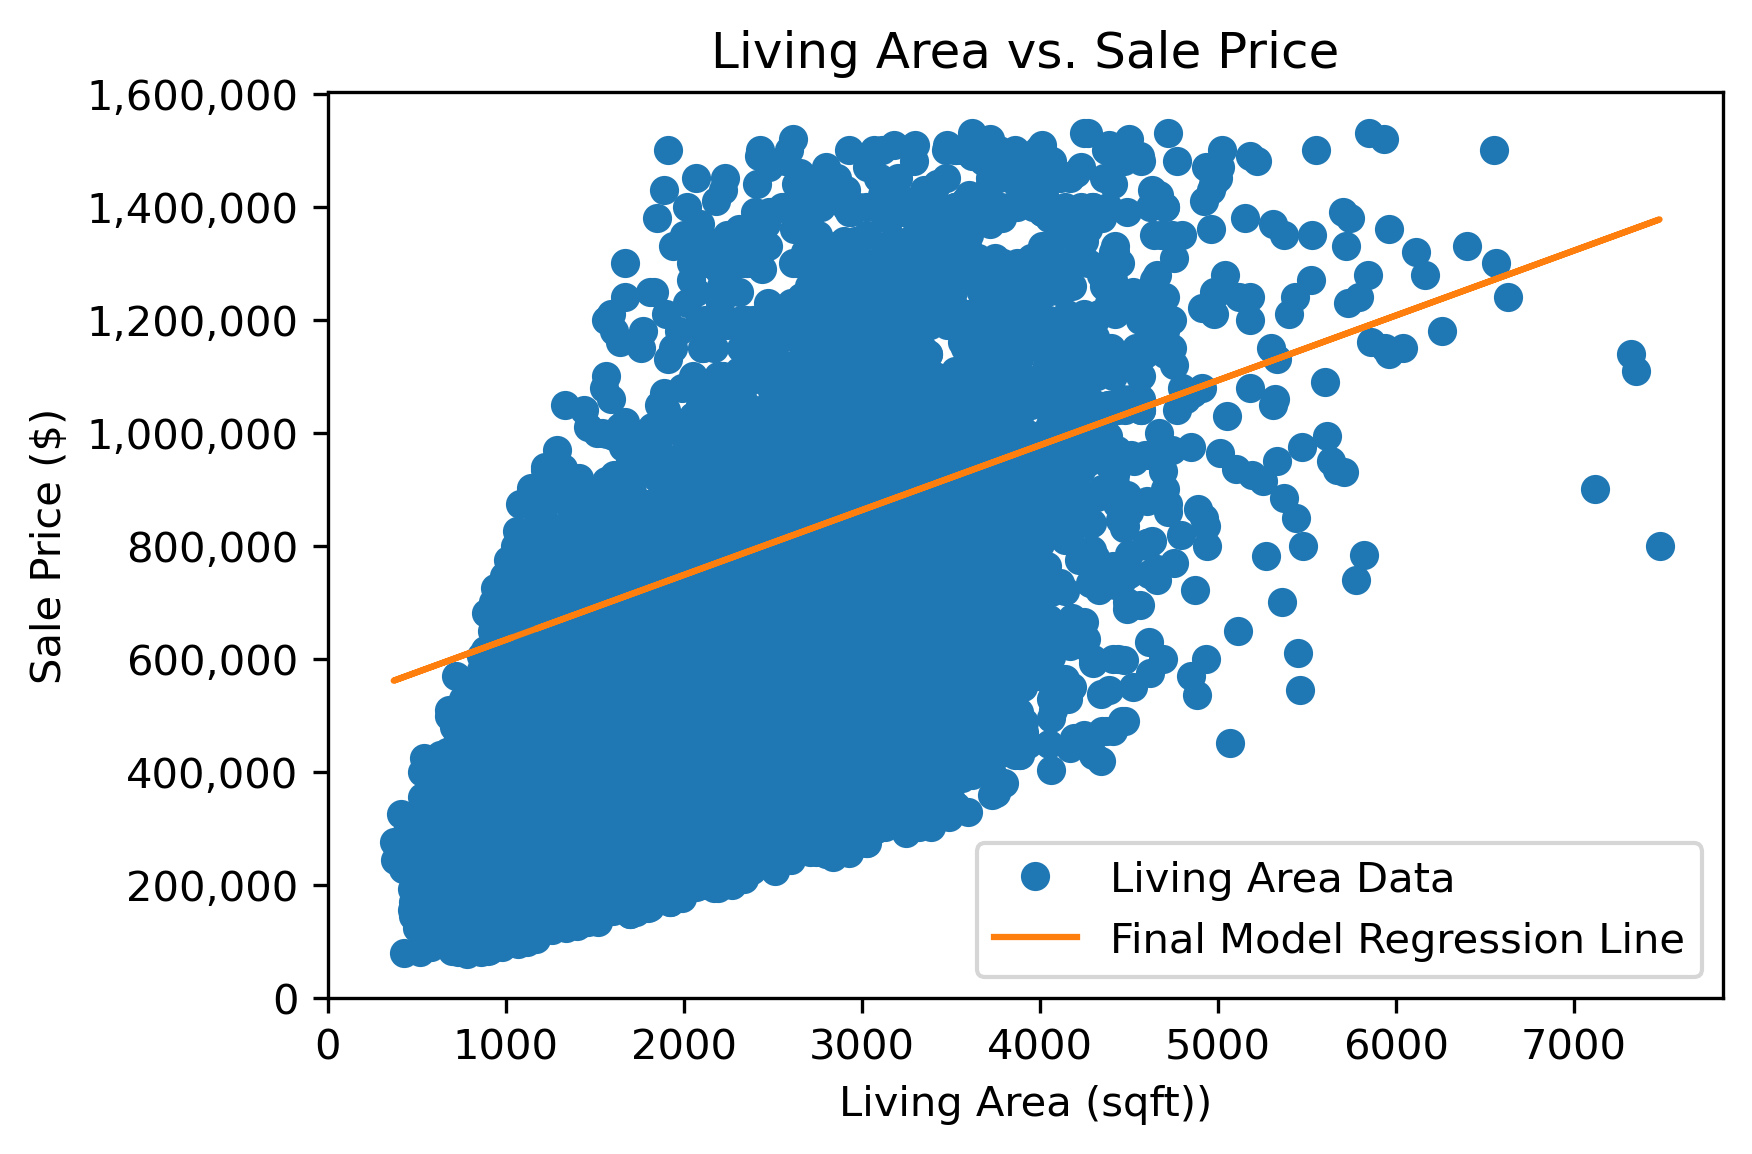 Living Area vs. Sale Price
1,600,000
1,400,000
1,200,000
1,000,000
800,000
600,000
400,000
200,000
0
Sale Price ($)
Living Area Data
Final Model Regression Line
0 1000 2000 3000 4000 5000 6000 7000
Living Area (sqft))